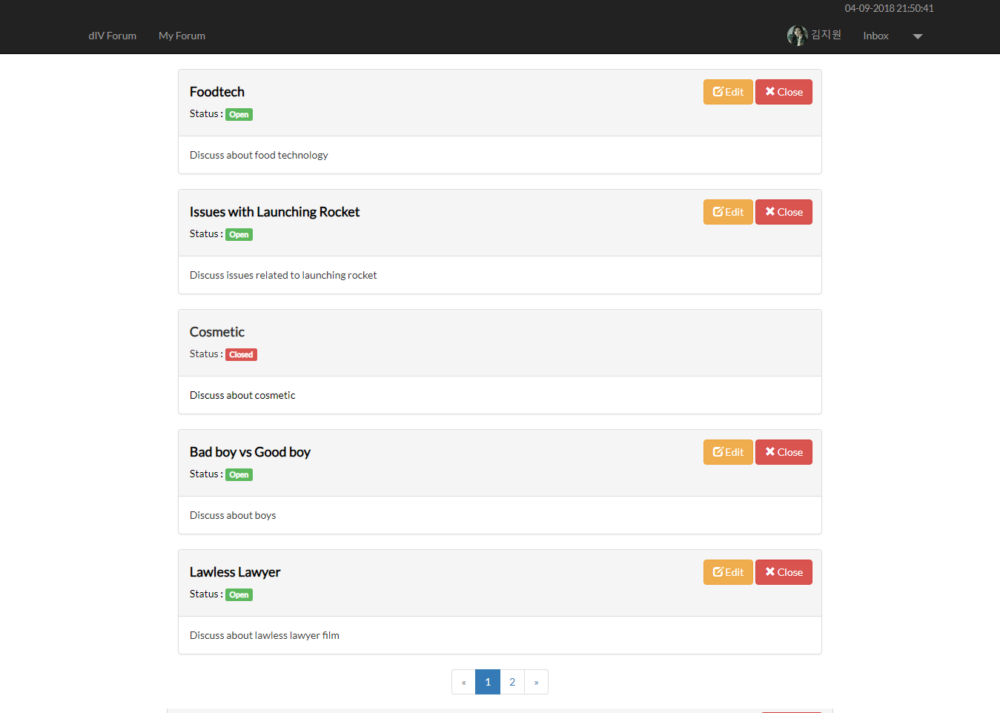 04-09-2018 21:50:41
dIV Forum My Forum 김지원 Inbox
Foodtech
Edit Close
Status : Open
Discuss about food technology
Issues with Launching Rocket
Edit Close
Status : Open
Discuss issues related to launching rocket
Cosmetic
Status : Closed
Discuss about cosmetic
Bad boy vs Good boy
Edit Close
Status : Open
Discuss about boys
Lawless Lawyer
Edit Close
Status : Open
Discuss about lawless lawyer film
« 1 2 »